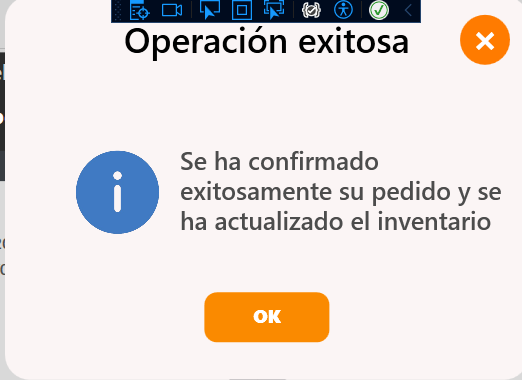 Operación exitosa
Se ha confirmado
exitosamente su pedido y se
ha actualizado el inventario
OK